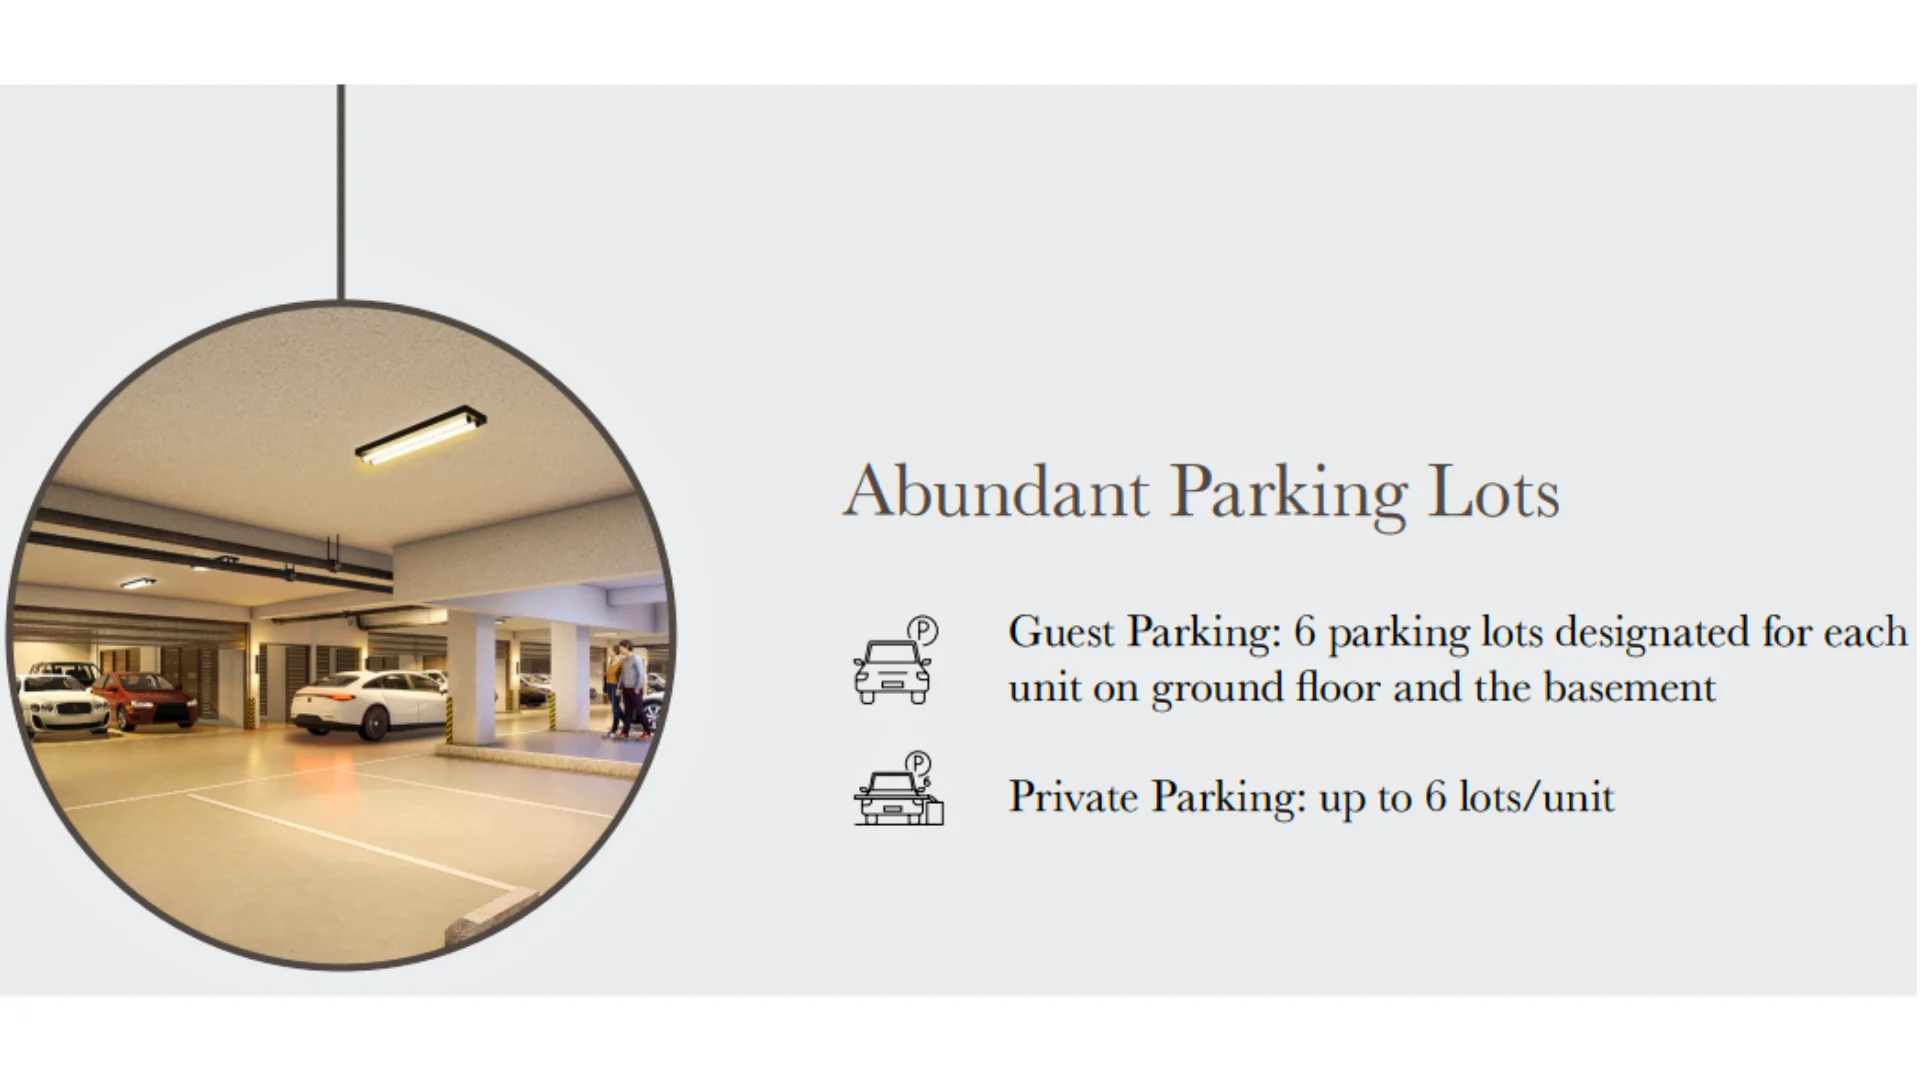 Abundant Parking Lots
P
Guest Parking: 6 parking lots designated for each
unit on ground floor and the basement
P
Private Parking: up to 6 lots/unit